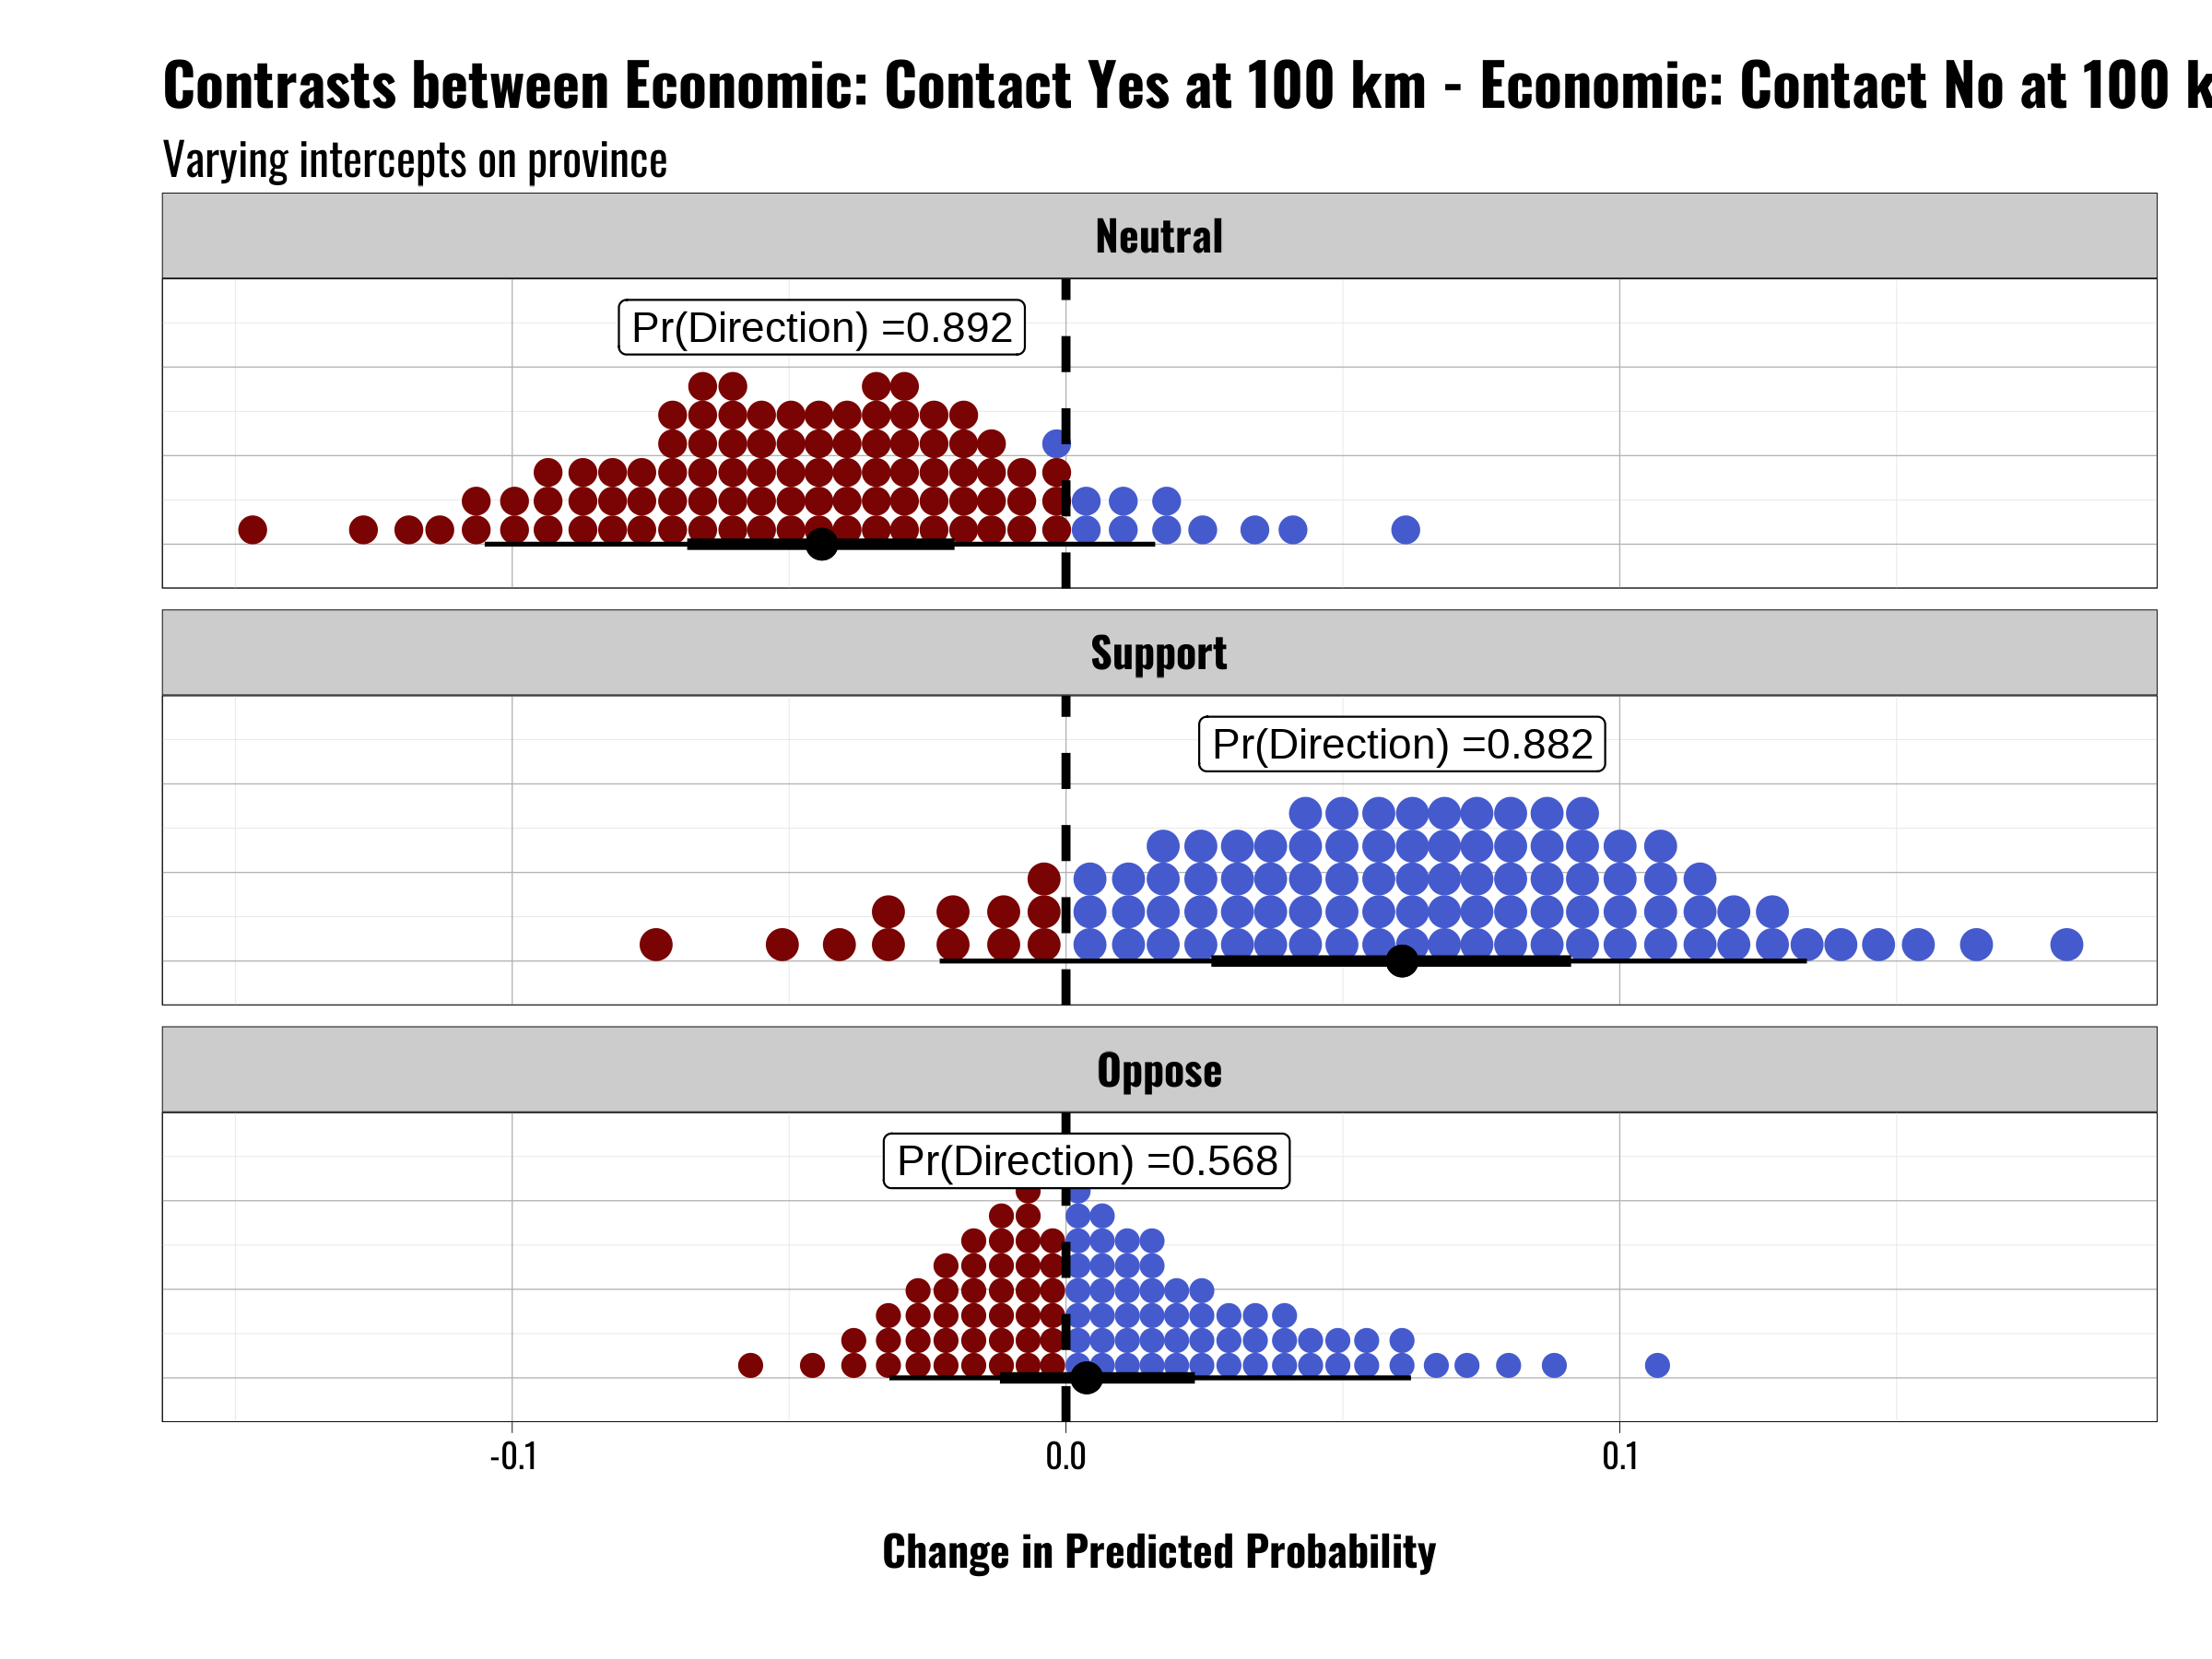 Contrasts between Economic: Contact Yes at 100 km - Economic: Contact No at 100 k
Varying intercepts on province
Neutral
Pr(Direction) =0.892
Support
Pr(Direction) =0.882
Oppose
Pr(Direction) =0.568
-0.1 0.0 0.1
Change in Predicted Probability